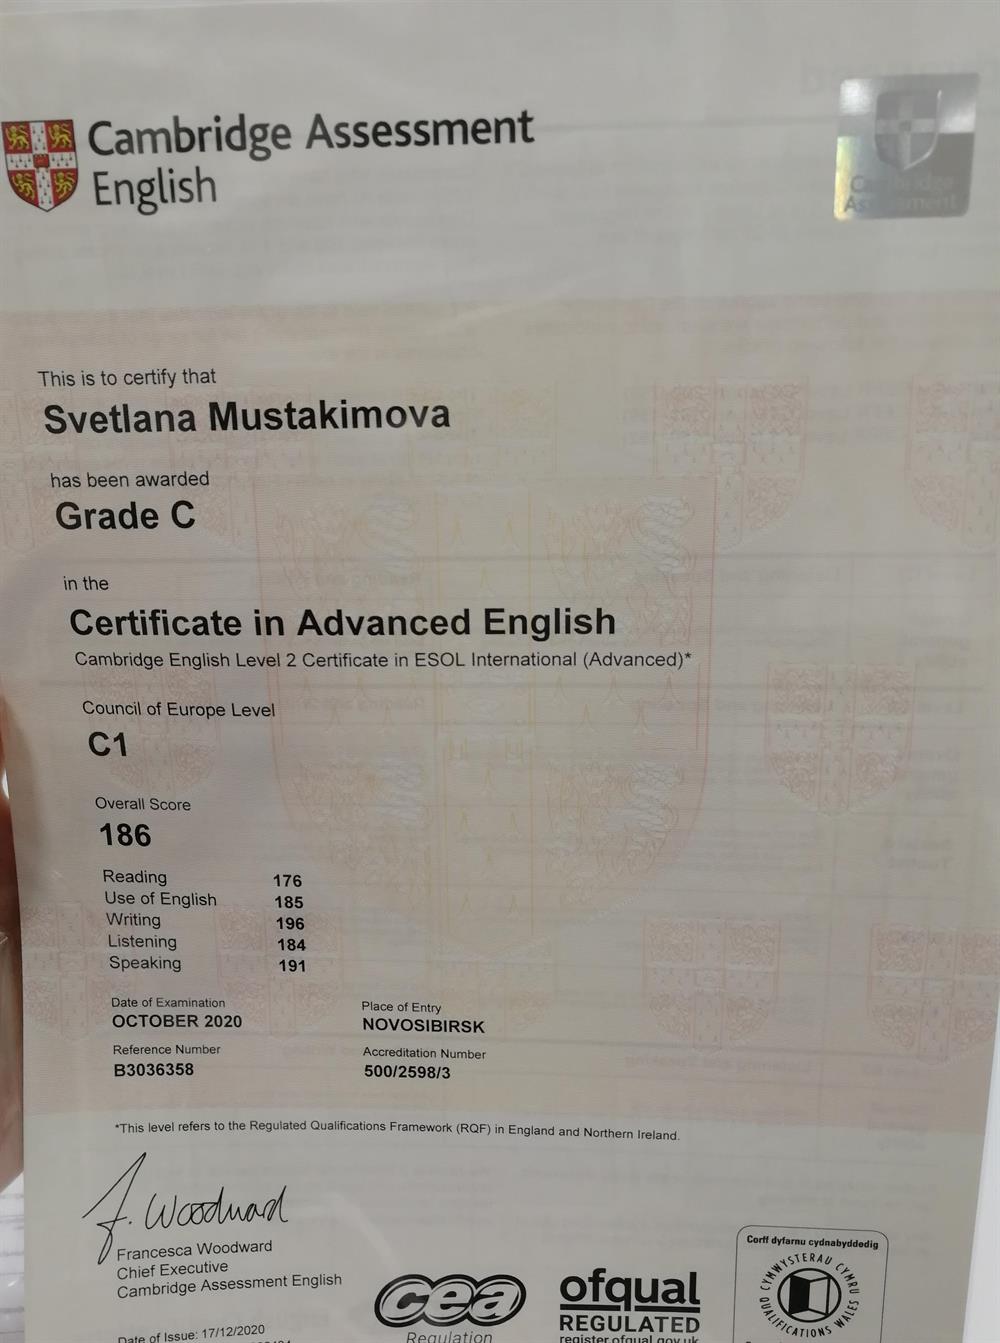 Cambridge Assessment
English
Cambridge
Assessment
This is to certify that
Svetlana Mustakimova
has been awarded
Grade C
in the
Certificate in Advanced English
Cambridge English Level 2 Certificate in ESOL International (Advanced)*
Council of Europe Level
C1
Overall Score
186
Reading 176
Use of English 185
Writing 196
Listening 184
Speaking 191
Date of Examination
OCTOBER 2020
Place of Entry
NOVOSIBIRSK
Reference Number
B3036358
Accreditation Number
500/2598/3
*This level refers to the Regulated Qualifications Framework (RQF) in England and Northern Ireland.
F. Woodward
Francesca Woodward
Chief Executive
Cambridge Assessment English
Date of Issue: 17/12/2020
cea
Regulation
ofqual
REGULATED
register.ofqual.gov.uk
Corff dyfarnu cydnabyddedig
CYMWYSTERAU CYMRU
QUALIFICATIONS WALES